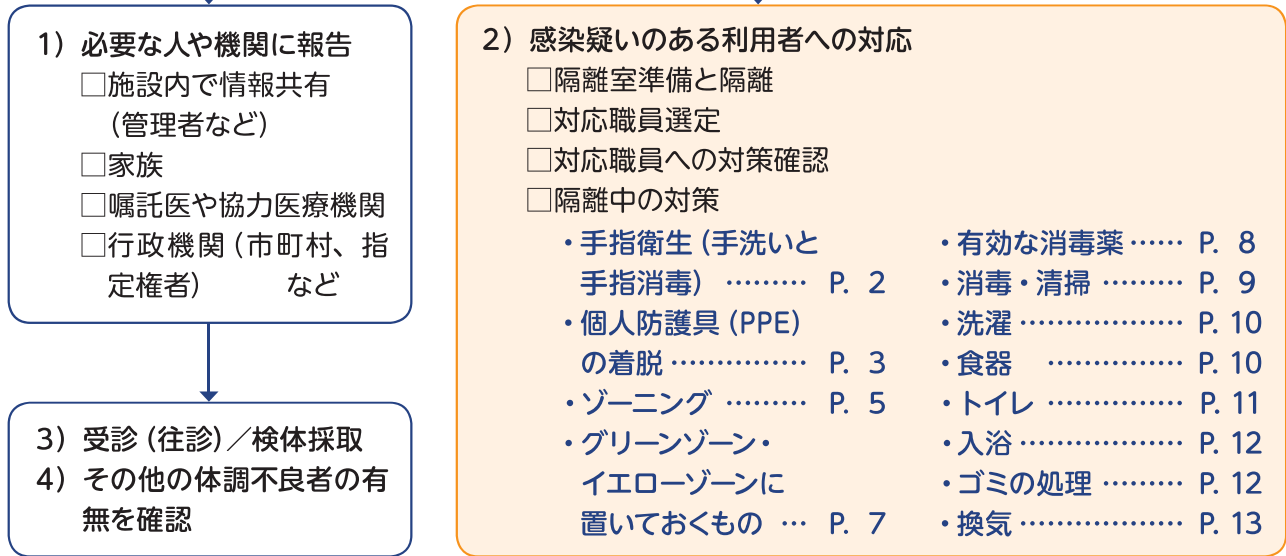 1）必要な人や機関に報告
□施設内で情報共有
（管理者など）
□家族
□嘱託医や協力医療機関
□行政機関（市町村、指
定権者）　　　など
3）受診（往診）／検体採取
4）その他の体調不良者の有
無を確認
2）感染疑いのある利用者への対応
□隔離室準備と隔離
□対応職員選定
□対応職員への対策確認
□隔離中の対策
・手指衛生（手洗いと
手指消毒） ……… P. 2
・個人防護具（PPE）
の着脱 …………… P. 3
・ゾーニング ……… P. 5
・グリーンゾーン・
イエローゾーンに
置いておくもの … P. 7
・有効な消毒薬 …… P. 8
・消毒・清掃 ……… P. 9
・洗濯 ……………… P. 10
・食器　…………… P. 10
・トイレ …………… P. 11
・入浴 ……………… P. 12
・ゴミの処理 ……… P. 12
・換気 ……………… P. 13